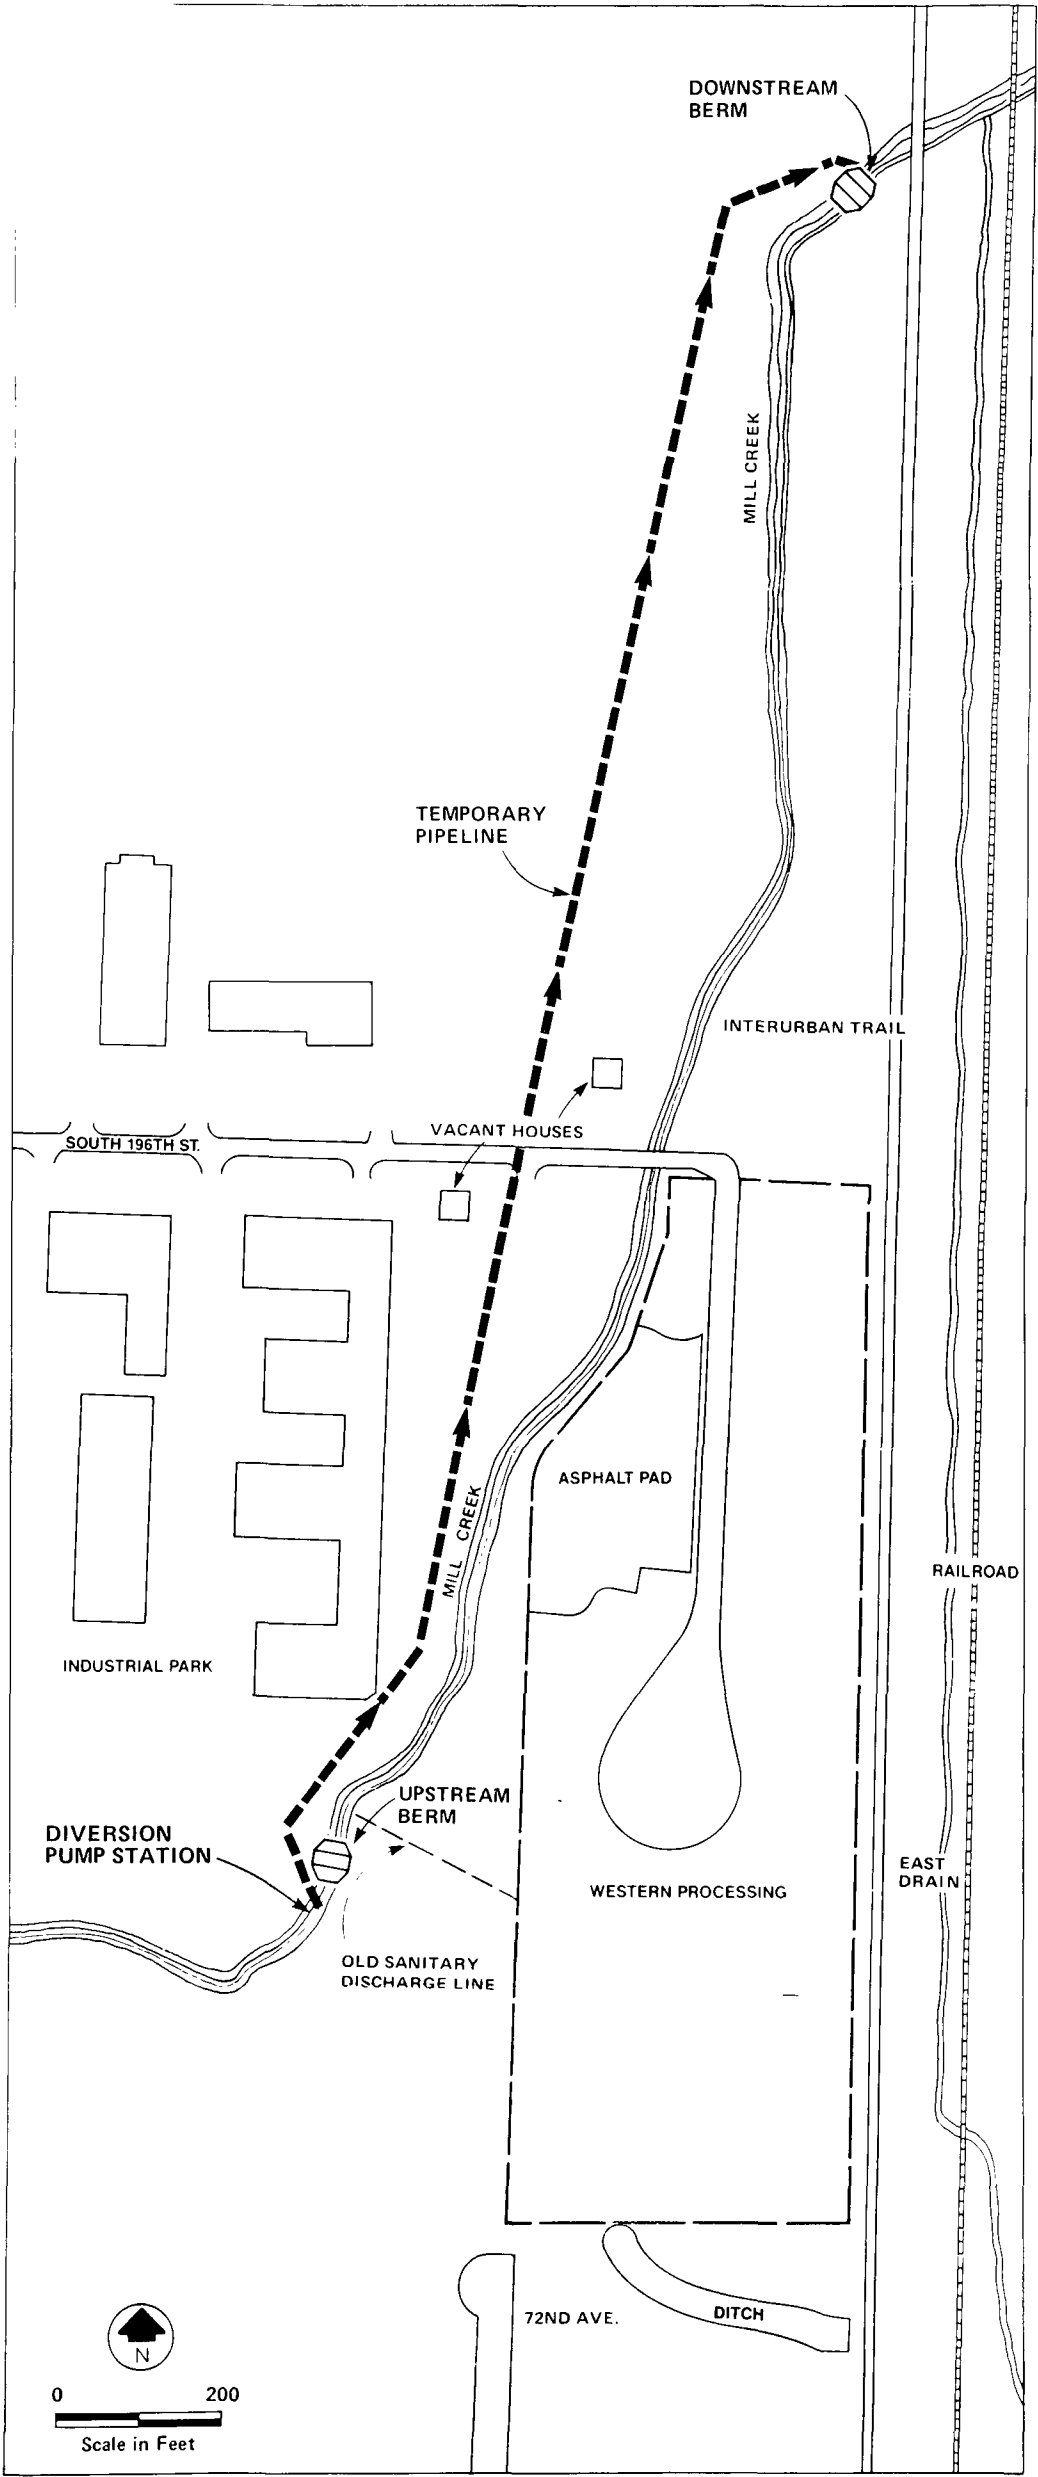 DOWNSTREAM
BERM
MILL CREEK
TEMPORARY
PIPELINE
INTERURBAN TRAIL
VACANT HOUSES
SOUTH 196TH ST.
ASPHALT PAD
MILL CREEK
RAILROAD
INDUSTRIAL PARK
UPSTREAM
BERM
DIVERSION
PUMP STATION
EAST
DRAIN
WESTERN PROCESSING
OLD SANITARY
DISCHARGE LINE
72ND AVE.
DITCH
N
0 200
Scale in Feet